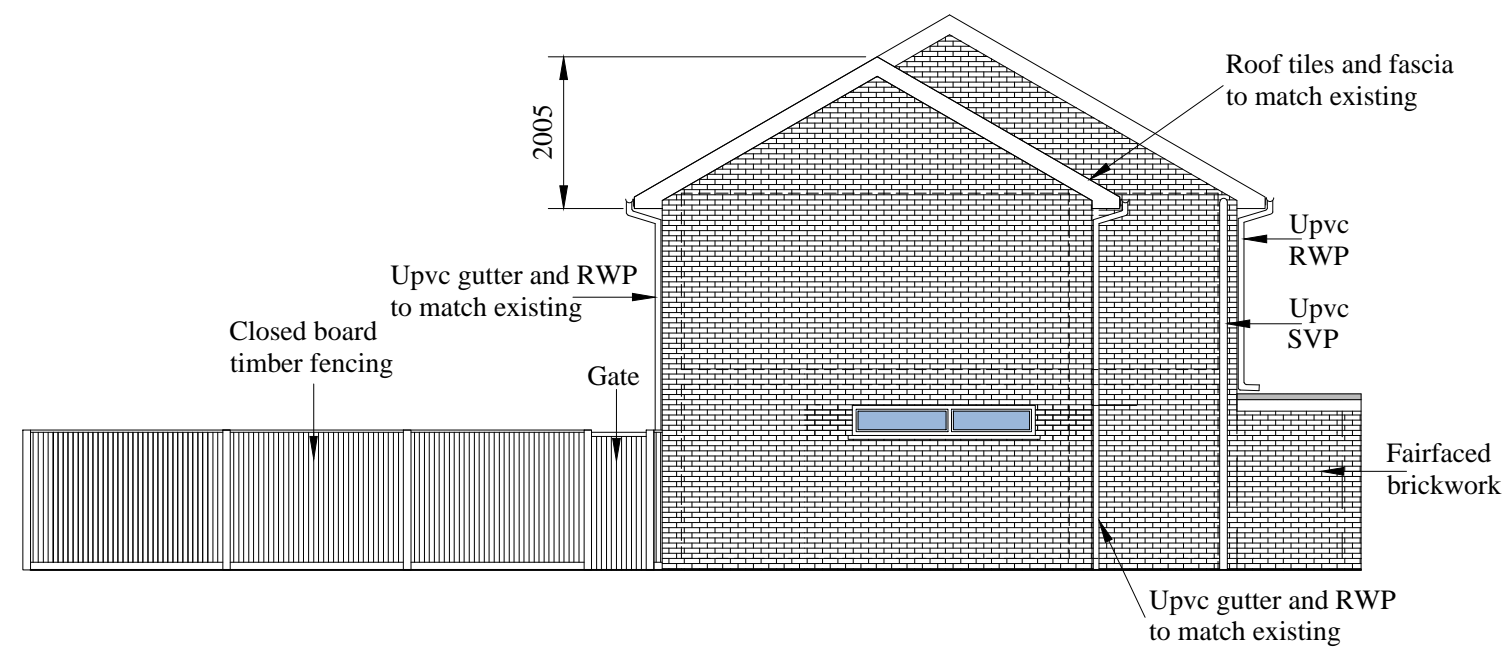 Roof tiles and fascia
to match existing
2005
Upvc
RWP
Upvc gutter and RWP
to match existing
Upvc
SVP
Closed board
timber fencing
Gate
Fairfaced
brickwork
Upvc gutter and RWP
to match existing